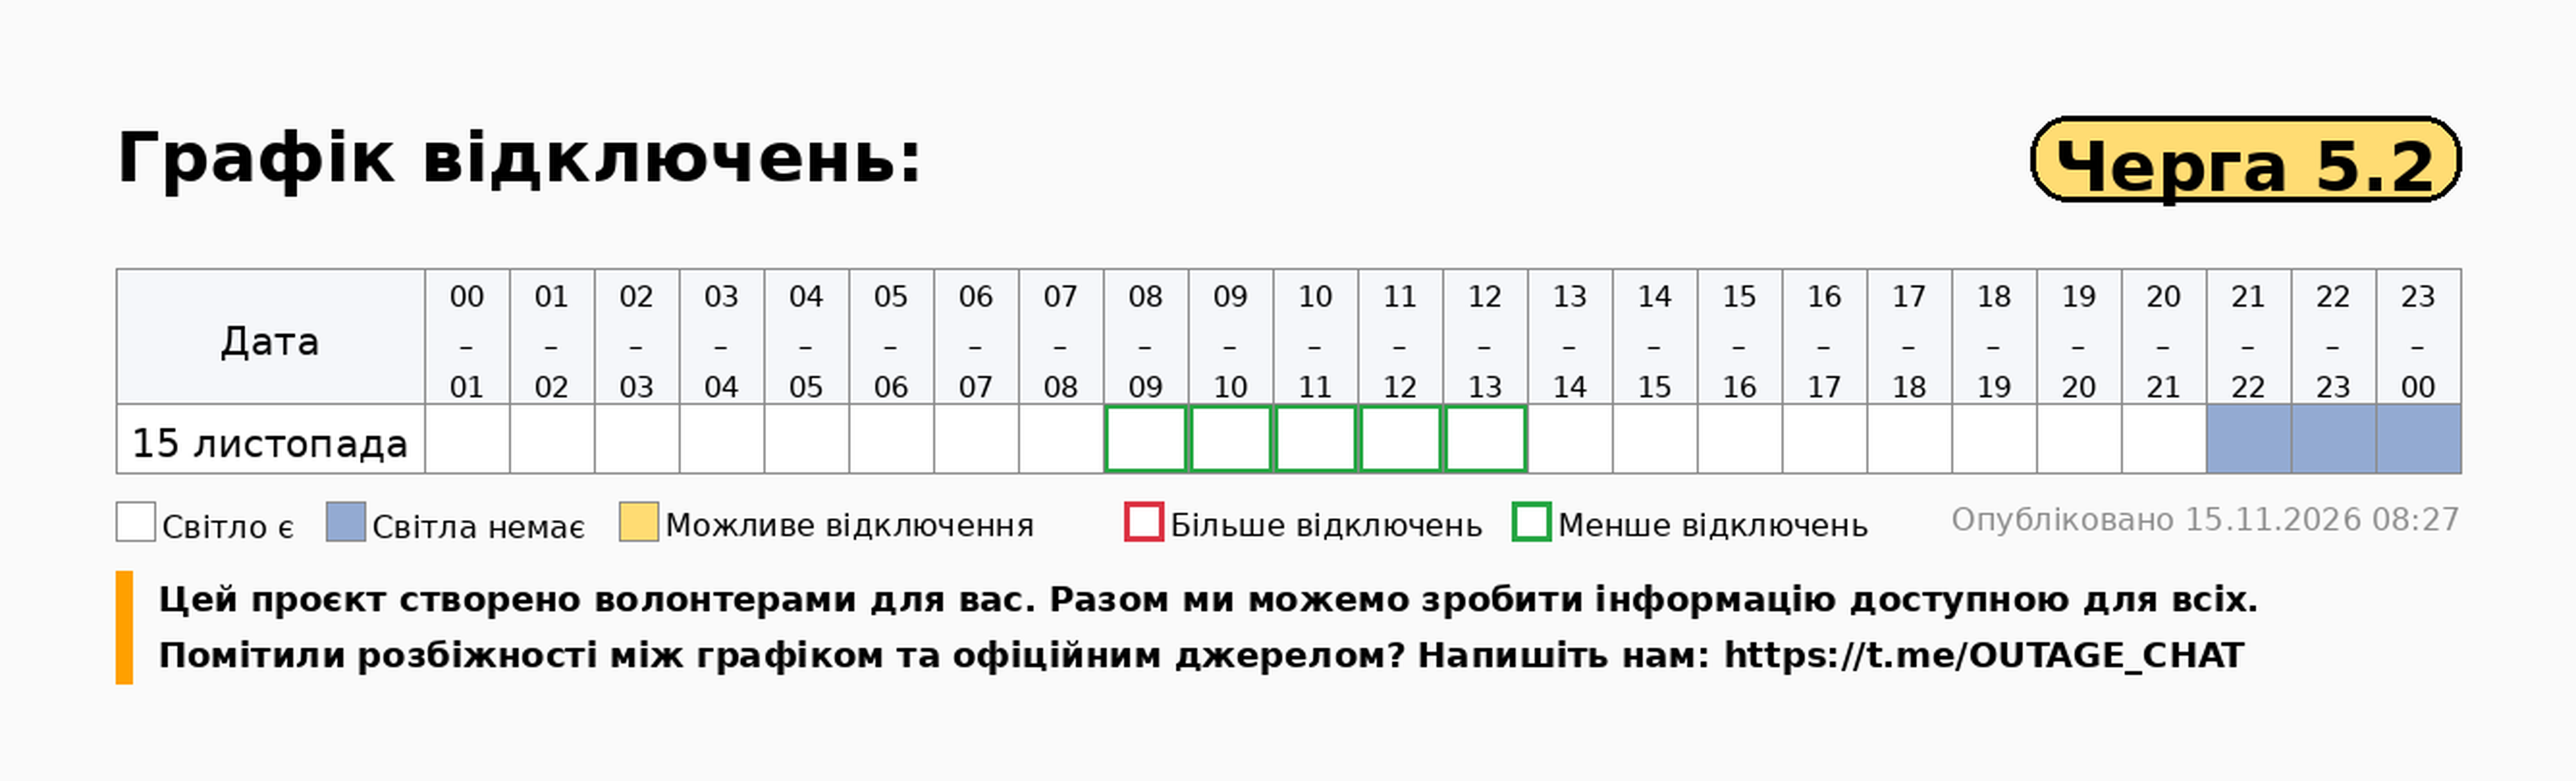 Графік відключень:
Черга 5.2
Дата
00 – 01
01 – 02
02 – 03
03 – 04
04 – 05
05 – 06
06 – 07
07 – 08
08 – 09
09 – 10
10 – 11
11 – 12
12 – 13
13 – 14
14 – 15
15 – 16
16 – 17
17 – 18
18 – 19
19 – 20
20 – 21
21 – 22
22 – 23
23 – 00
15 листопада
Світло є
Світла немає
Можливе відключення
Більше відключень
Менше відключень
Опубліковано 15.11.2026 08:27
Цей проєкт створено волонтерами для вас. Разом ми можемо зробити інформацію доступною для всіх.
Помітили розбіжності між графіком та офіційним джерелом? Напишіть нам: https://t.me/OUTAGE_CHAT